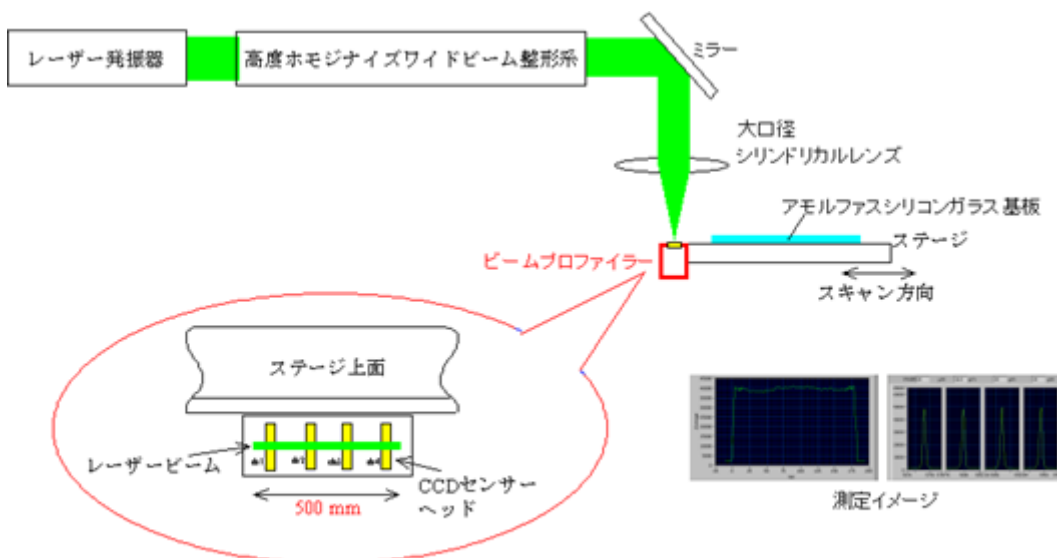 レーザー発振器
高度ホモジナイズワイドビーム整形系
ミラー
大口径
シリンドリカルレンズ
アモルファスシリコンガラス基板
ステージ
ビームプロファイラー
スキャン方向
ステージ上面
レーザービーム
CCDセンサー
ヘッド
500 mm
測定イメージ